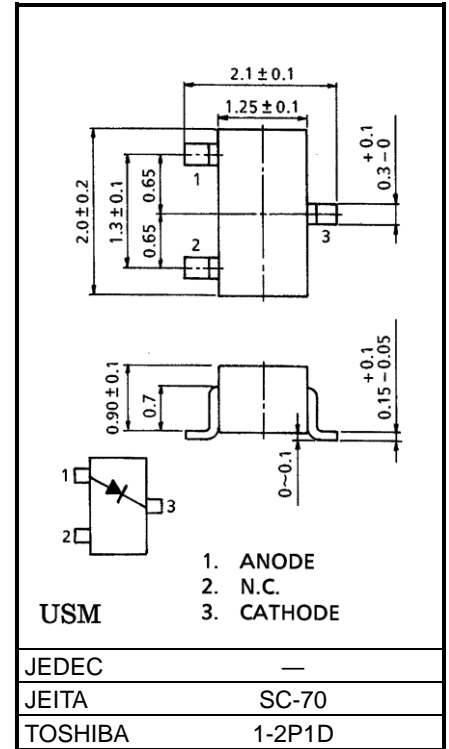 2.1 ± 0.1
1.25 ± 0.1
2.0 ± 0.2
1.3 ± 0.1
0.65
0.65
+ 0.1
0.3 – 0
1
2
3
0.90 ± 0.1
0.7
+ 0.1
0.15 – 0.05
0~0.1
1
2
3
1. ANODE
2. N.C.
3. CATHODE
USM
JEDEC —
JEITA SC-70
TOSHIBA 1-2P1D